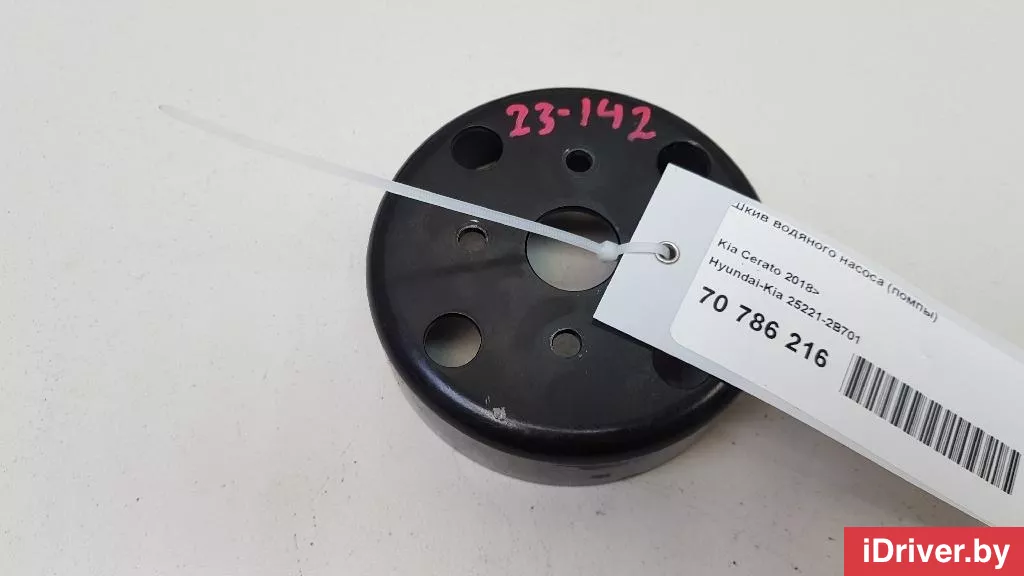 23-142
Шкив водяного насоса (помпы)
Kia Cerato 2018>
Hyundai-Kia 25221-2B701
70 786 216
iDriver.by